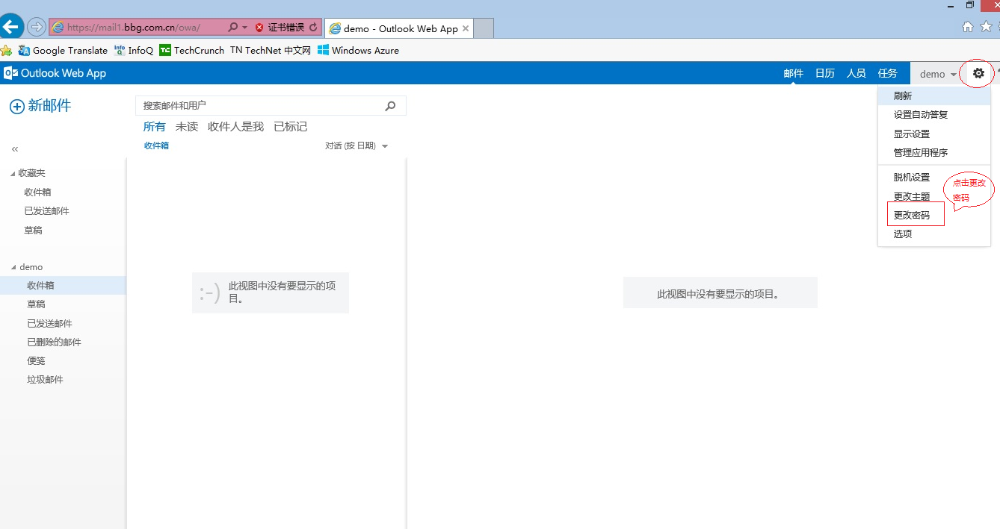 https://mail1.bbg.com.cn/owa/
证书错误
demo - Outlook Web App
Google Translate
InfoQ
TechCrunch
TN TechNet 中文网
Windows Azure
Outlook Web App
邮件
日历
人员
任务
demo
新邮件
搜索邮件和用户
所有 未读 收件人是我 已标记
收件箱
对话 (按 日期)
«
收藏夹
收件箱
已发送邮件
草稿
demo
收件箱
草稿
已发送邮件
已删除的邮件
便笺
垃圾邮件
:-)
此视图中没有要显示的项
目。
此视图中没有要显示的项目。
刷新
设置自动答复
显示设置
管理应用程序
脱机设置
更改主题
更改密码
选项
点击更改
密码